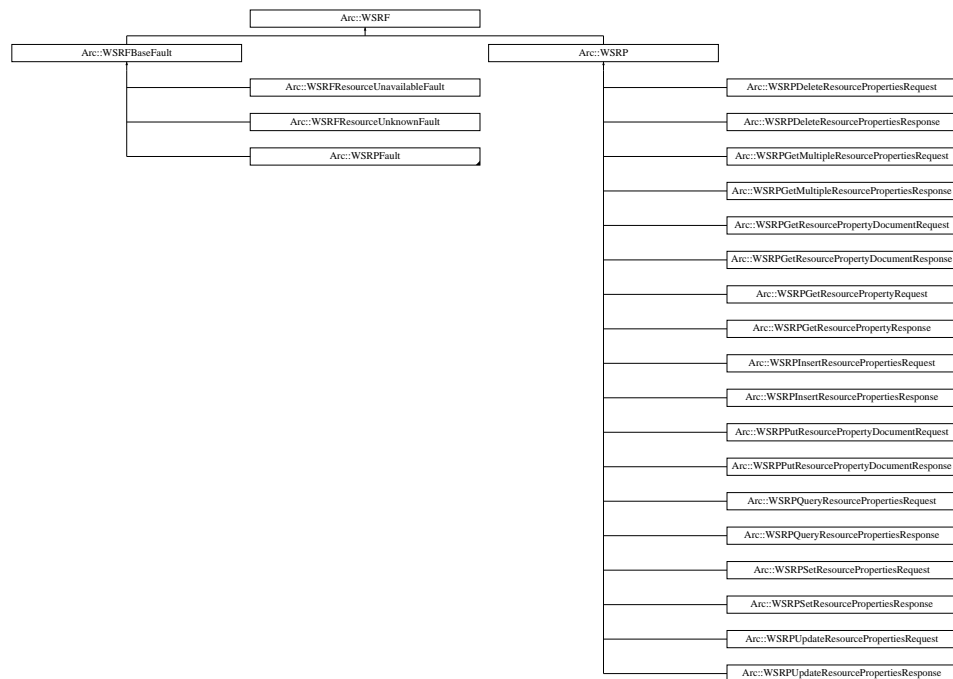 Arc::WSRF
Arc::WSRFBaseFault
Arc::WSRP
Arc::WSRFResourceUnavailableFault
Arc::WSRPDeleteResourcePropertiesRequest
Arc::WSRFResourceUnknownFault
Arc::WSRPDeleteResourcePropertiesResponse
Arc::WSRPFault
Arc::WSRPGetMultipleResourcePropertiesRequest
Arc::WSRPGetMultipleResourcePropertiesResponse
Arc::WSRPGetResourcePropertyDocumentRequest
Arc::WSRPGetResourcePropertyDocumentResponse
Arc::WSRPGetResourcePropertyRequest
Arc::WSRPGetResourcePropertyResponse
Arc::WSRPInsertResourcePropertiesRequest
Arc::WSRPInsertResourcePropertiesResponse
Arc::WSRPPutResourcePropertyDocumentRequest
Arc::WSRPPutResourcePropertyDocumentResponse
Arc::WSRPQueryResourcePropertiesRequest
Arc::WSRPQueryResourcePropertiesResponse
Arc::WSRPSetResourcePropertiesRequest
Arc::WSRPSetResourcePropertiesResponse
Arc::WSRPUpdateResourcePropertiesRequest
Arc::WSRPUpdateResourcePropertiesResponse